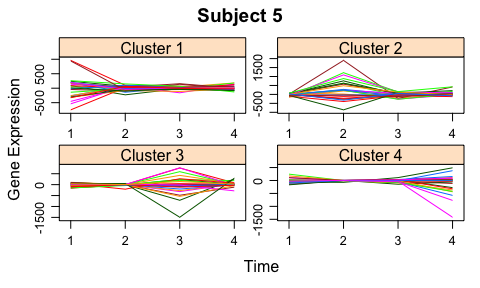 Subject 5
Cluster 1
Cluster 2
-500 500
-500 500 1500
1 2 3 4
1 2 3 4
Cluster 3
Cluster 4
-1500 0
-1500 0
1 2 3 4
1 2 3 4
Gene Expression
Time